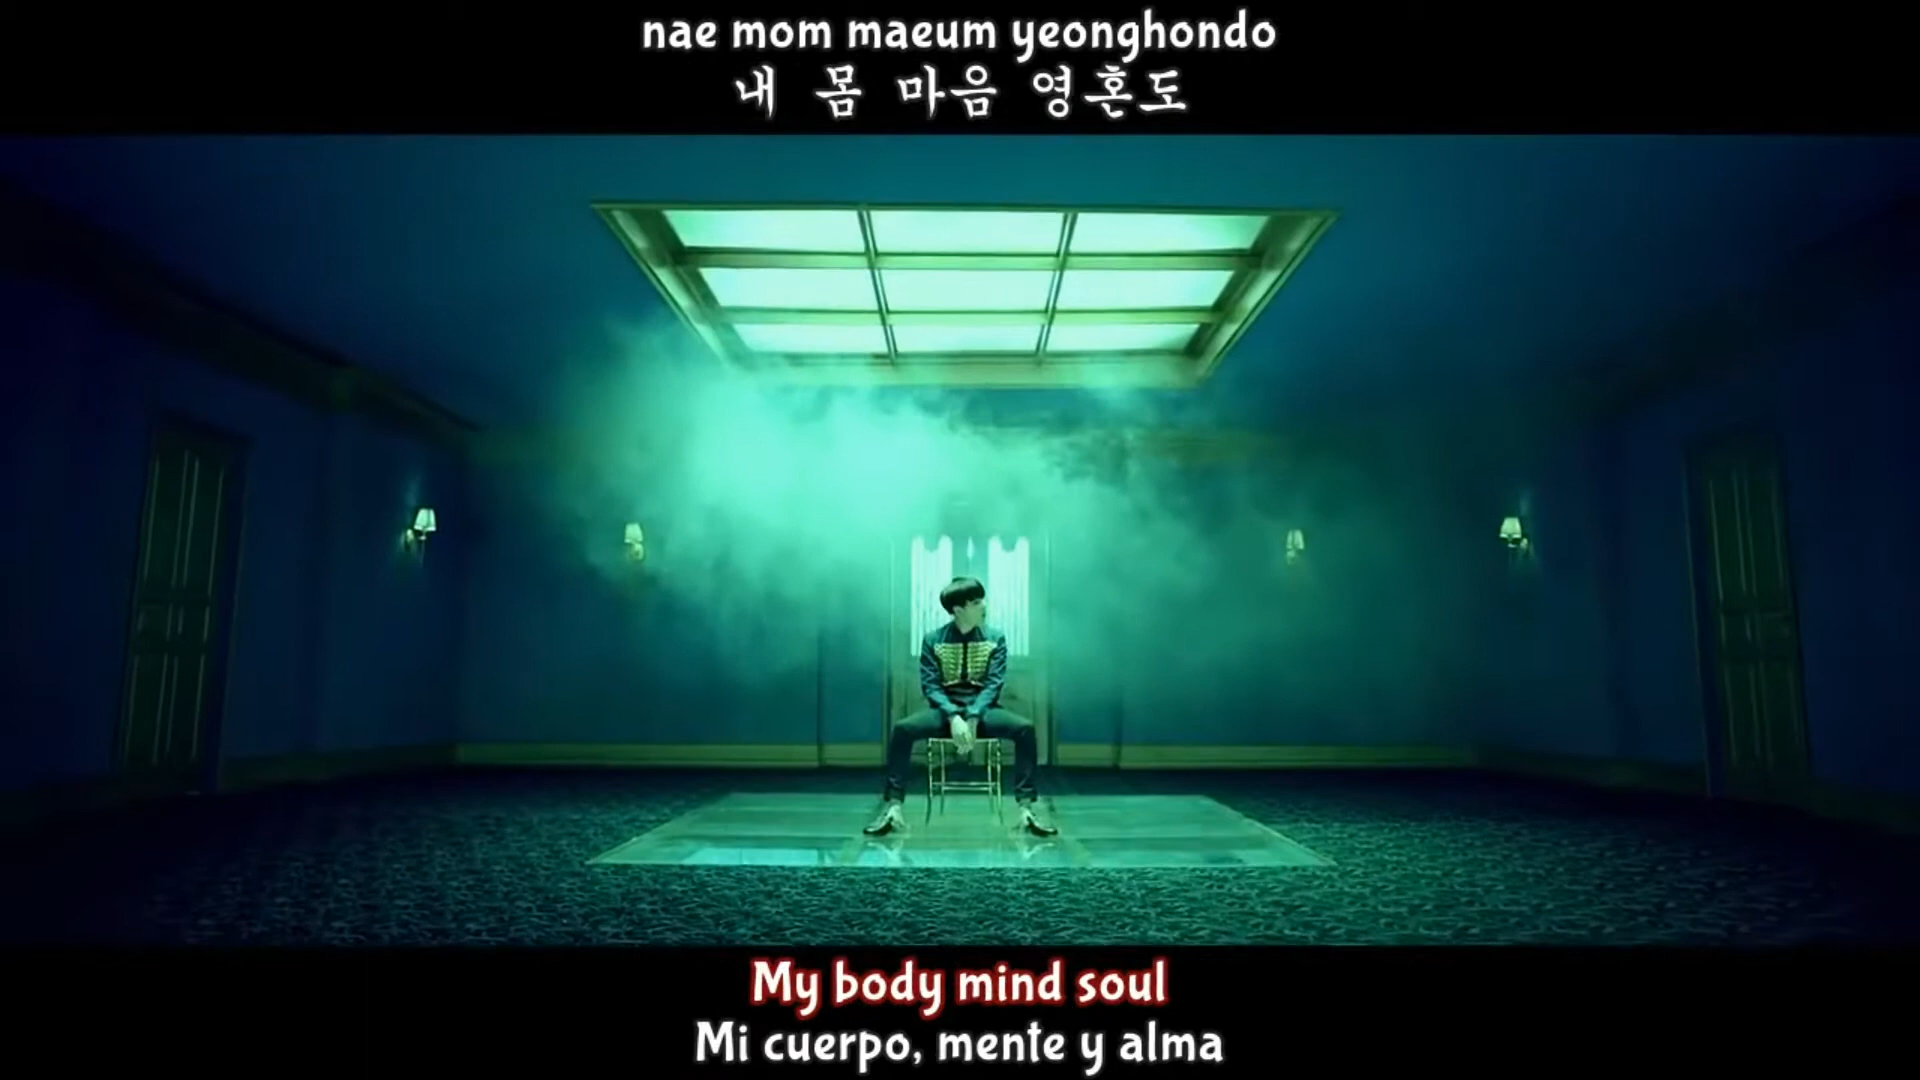 nae mom maeum yeonghondo
내 몸 마음 영혼도
My body mind soul
Mi cuerpo, mente y alma